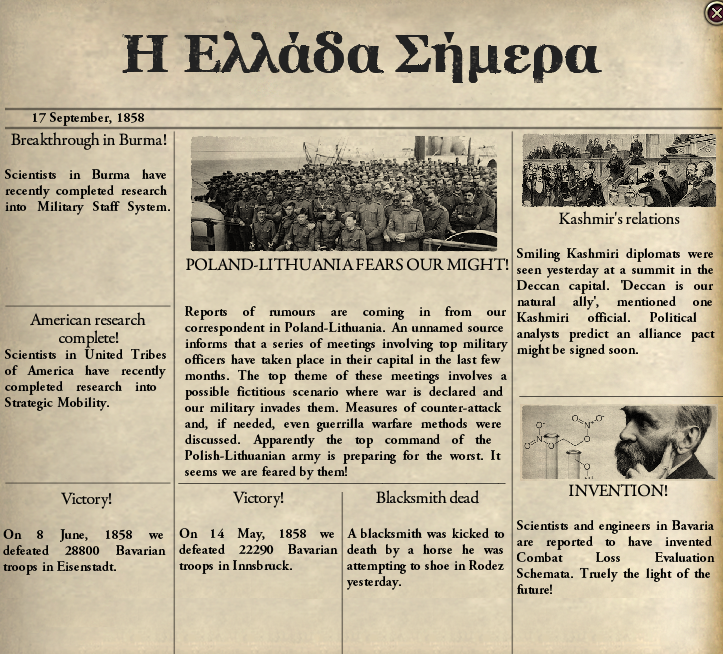 Η Ελλάδα Σήμερα
17 September, 1858
Breakthrough in Burma!
Scientists in Burma have
recently completed research
into Military Staff System.
American research
complete!
Scientists in United Tribes
of America have recently
completed research into
Strategic Mobility.
Victory!
On 8 June, 1858 we
defeated 28800 Bavarian
troops in Eisenstadt.
POLAND-LITHUANIA FEARS OUR MIGHT!
Reports of rumours are coming in from our
correspondent in Poland-Lithuania. An unnamed source
informs that a series of meetings involving top military
officers have taken place in their capital in the last few
months. The top theme of these meetings involves a
possible fictitious scenario where war is declared and
our military invades them. Measures of counter-attack
and, if needed, even guerrilla warfare methods were
discussed. Apparently the top command of the
Polish-Lithuanian army is preparing for the worst. It
seems we are feared by them!
Victory!
On 14 May, 1858 we
defeated 22290 Bavarian
troops in Innsbruck.
Blacksmith dead
A blacksmith was kicked to
death by a horse he was
attempting to shoe in Rodez
yesterday.
Kashmir's relations
Smiling Kashmiri diplomats were
seen yesterday at a summit in the
Deccan capital. 'Deccan is our
natural ally', mentioned one
Kashmiri official. Political
analysts predict an alliance pact
might be signed soon.
O⁻ N⁺ O
O⁻ N⁺ O O
O
INVENTION!
Scientists and engineers in Bavaria
are reported to have invented
Combat Loss Evaluation
Schemata. Truely the light of the
future!